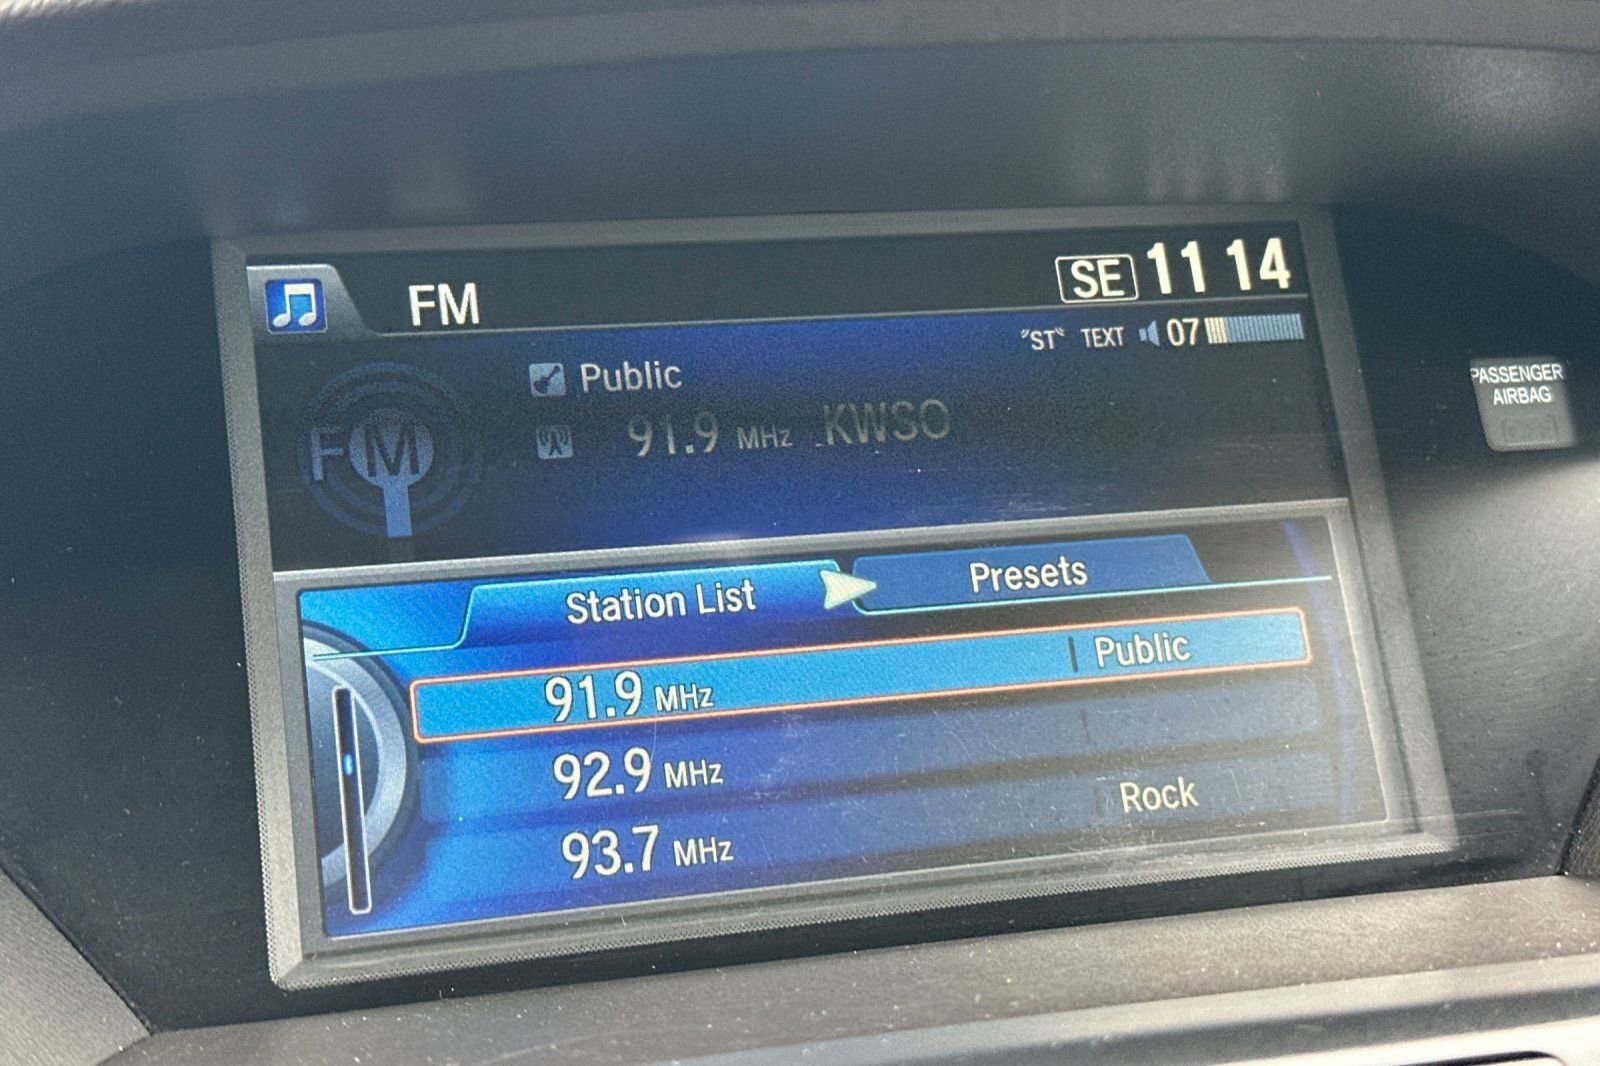 FM SE 11 14
"ST" TEXT 07
Public
FM 91.9 MHz KWSO
Station List Presets
91.9 MHz Public
92.9 MHz
93.7 MHz Rock
PASSENGER
AIRBAG